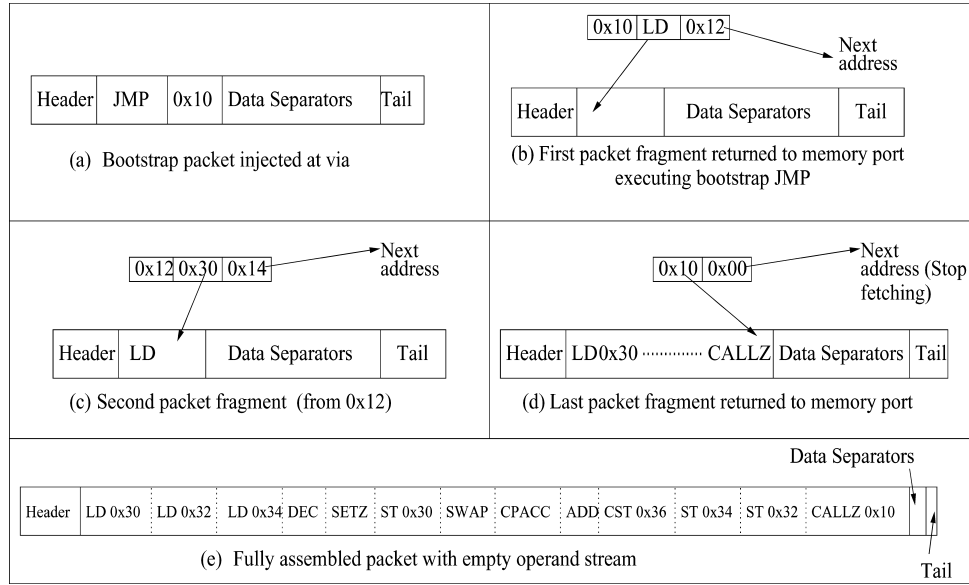 Header JMP 0x10 Data Separators Tail
(a) Bootstrap packet injected at via
0x10 LD 0x12
Next
address
Header Data Separators Tail
(b) First packet fragment returned to memory port
executing bootstrap JMP
0x12 0x30 0x14
Next
address
Header LD Data Separators Tail
(c) Second packet fragment (from 0x12)
0x10 0x00
Next
address (Stop
fetching)
Header LD0x30 ............ CALLZ Data Separators Tail
(d) Last packet fragment returned to memory port
Data Separators
Header LD 0x30 LD 0x32 LD 0x34 DEC SETZ ST 0x30 SWAP CPACC ADD CST 0x36 ST 0x34 ST 0x32 CALLZ 0x10
(e) Fully assembled packet with empty operand stream
Tail